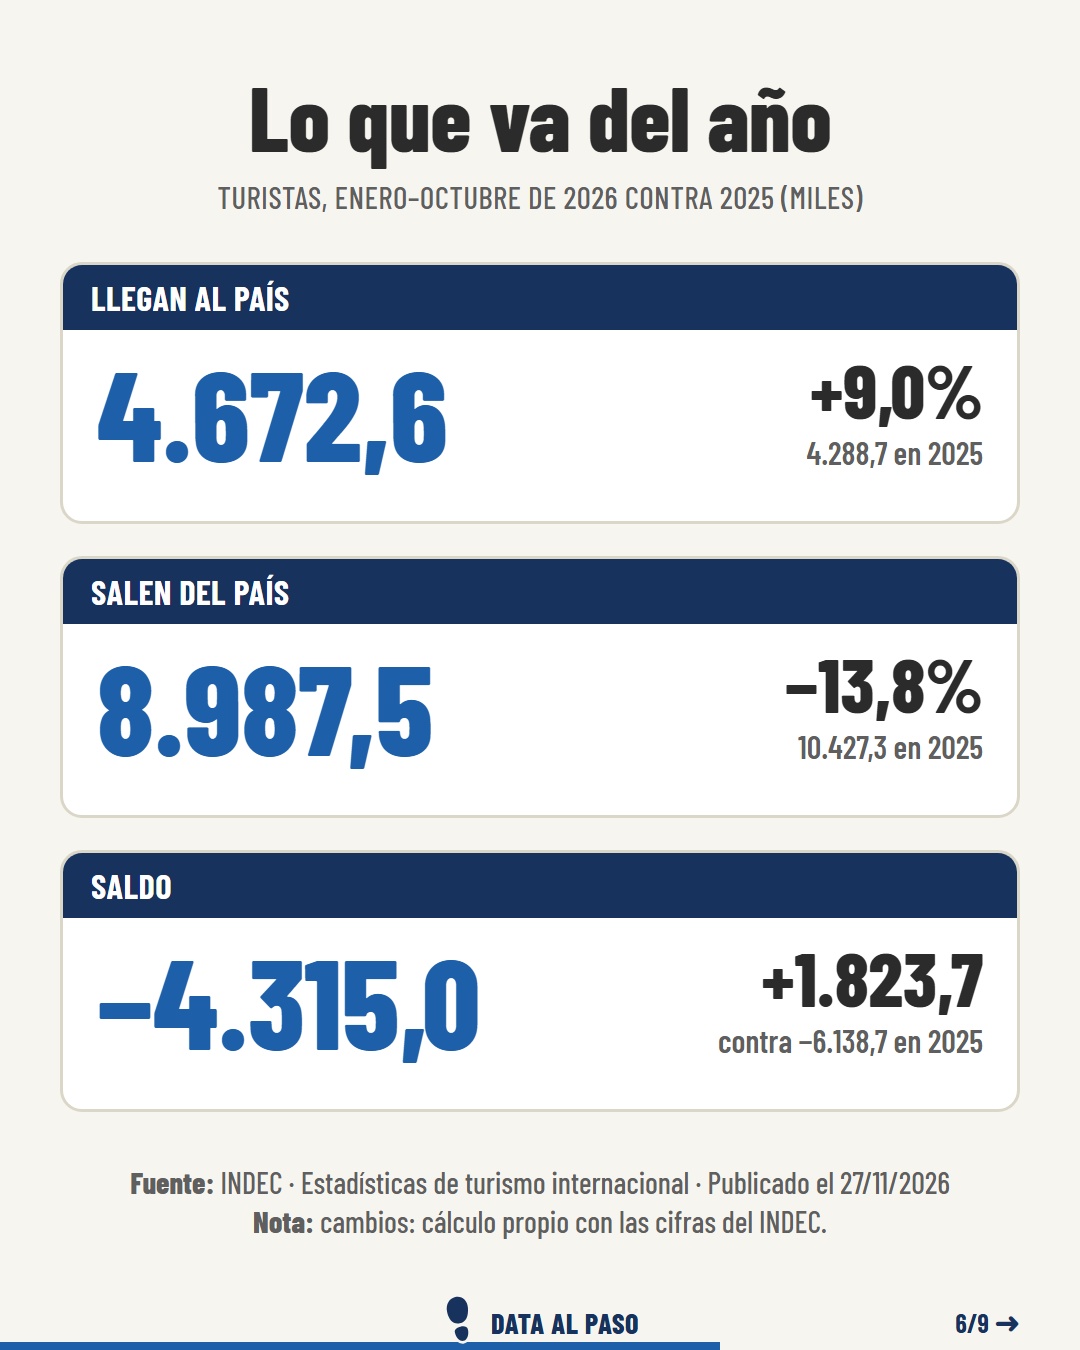 Lo que va del año
TURISTAS, ENERO–OCTUBRE DE 2026 CONTRA 2025 (MILES)
LLEGAN AL PAÍS
4.672,6
+9,0%
4.288,7 en 2025
SALEN DEL PAÍS
8.987,5
−13,8%
10.427,3 en 2025
SALDO
−4.315,0
+1.823,7
contra −6.138,7 en 2025
Fuente: INDEC · Estadísticas de turismo internacional · Publicado el 27/11/2026
Nota: cambios: cálculo propio con las cifras del INDEC.
DATA AL PASO
6/9 →